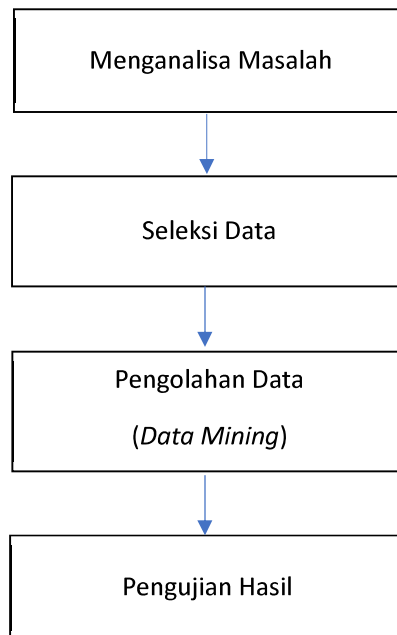 Menganalisa Masalah
Seleksi Data
Pengolahan Data
(Data Mining)
Pengujian Hasil